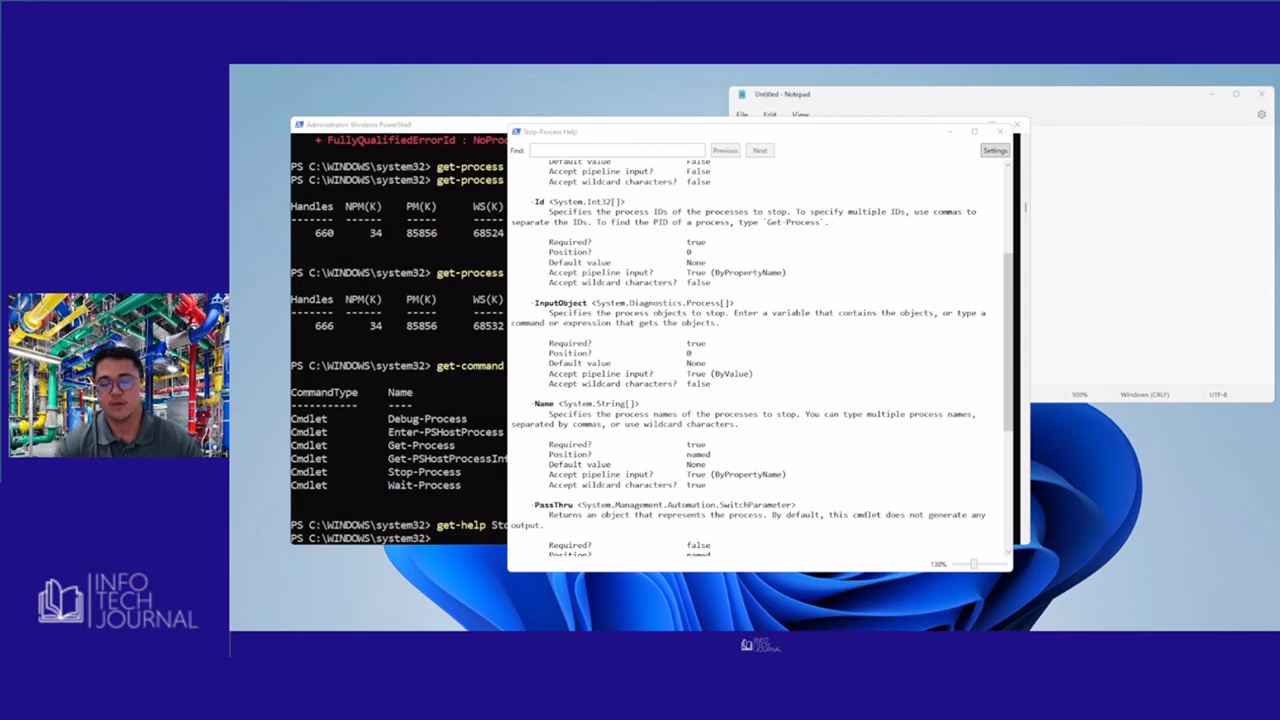 Untitled - Notepad
File Edit View
Administrator: Windows PowerShell
+ FullyQualifiedErrorId : NoProc
PS C:\WINDOWS\system32> get-process
PS C:\WINDOWS\system32> get-process
Handles NPM(K) PM(K) WS(K)
------- ------ ----- -----
660 34 85856 68524
PS C:\WINDOWS\system32> get-process
Handles NPM(K) PM(K) WS(K)
------- ------ ----- -----
666 34 85856 68532
PS C:\WINDOWS\system32> get-command
CommandType Name
----------- ----
Cmdlet Debug-Process
Cmdlet Enter-PSHostProcess
Cmdlet Get-Process
Cmdlet Get-PSHostProcessInf
Cmdlet Stop-Process
Cmdlet Wait-Process
PS C:\WINDOWS\system32> get-help Sto
PS C:\WINDOWS\system32>
Stop-Process Help
Find: Previous Next Settings
Default value False
Accept pipeline input? False
Accept wildcard characters? false
-Id <System.Int32[]>
Specifies the process IDs of the processes to stop. To specify multiple IDs, use commas to
separate the IDs. To find the PID of a process, type `Get-Process`.
Required? true
Position? 0
Default value None
Accept pipeline input? True (ByPropertyName)
Accept wildcard characters? false
-InputObject <System.Diagnostics.Process[]>
Specifies the process objects to stop. Enter a variable that contains the objects, or type a
command or expression that gets the objects.
Required? true
Position? 0
Default value None
Accept pipeline input? True (ByValue)
Accept wildcard characters? false
-Name <System.String[]>
Specifies the process names of the processes to stop. You can type multiple process names,
separated by commas, or use wildcard characters.
Required? true
Position? named
Default value None
Accept pipeline input? True (ByPropertyName)
Accept wildcard characters? true
-PassThru <System.Management.Automation.SwitchParameter>
Returns an object that represents the process. By default, this cmdlet does not generate any
output.
Required? false
Position? named
130%
100% Windows (CRLF) UTF-8
INFO
TECH
JOURNAL
INFO
TECH
JOURNAL